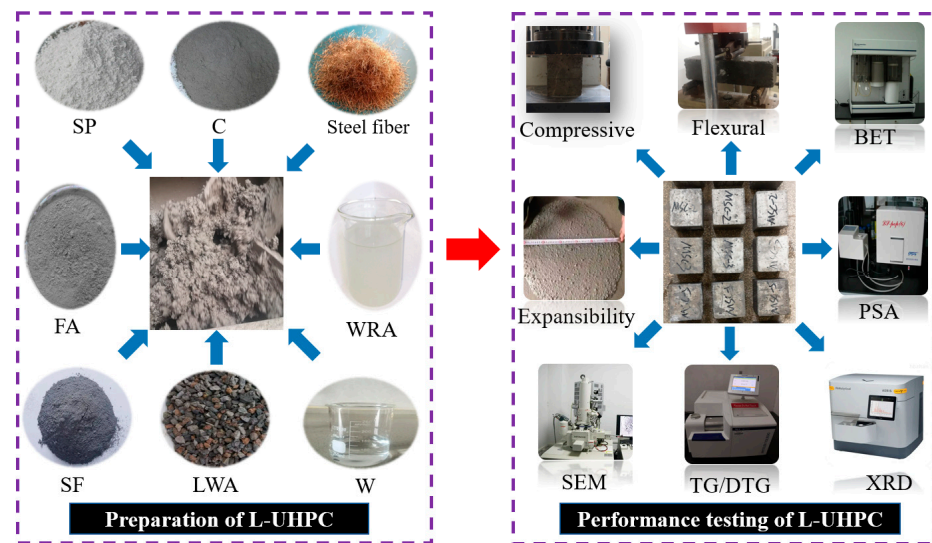 SP
C
Steel fiber
FA
WRA
SF
LWA
W
Preparation of L-UHPC
Compressive
Flexural
BET
Expansibility
PSA
SEM
TG/DTG
XRD
Performance testing of L-UHPC